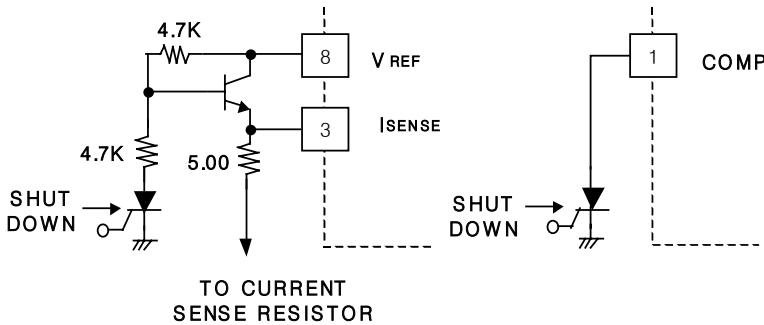 4.7K
8 VREF
1 COMP
3 ISENSE
4.7K
5.00
SHUT
DOWN
SHUT
DOWN
TO CURRENT
SENSE RESISTOR